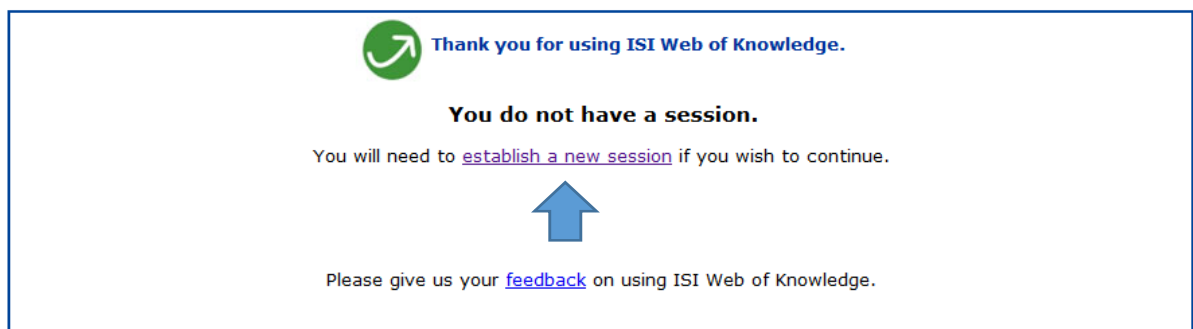 Thank you for using ISI Web of Knowledge.
You do not have a session.
You will need to establish a new session if you wish to continue.
Please give us your feedback on using ISI Web of Knowledge.